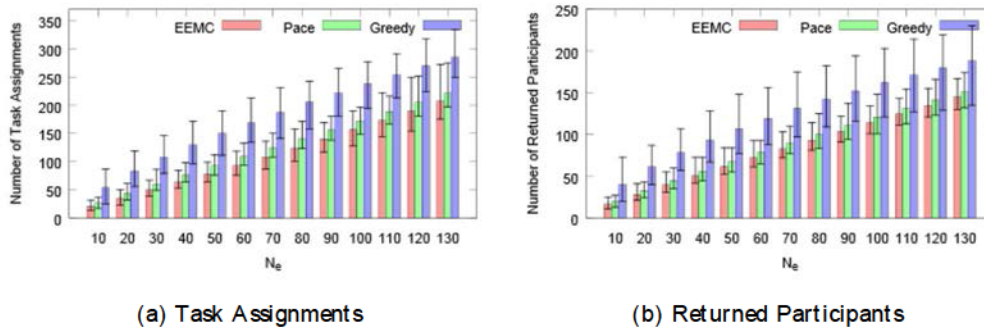 350
300
250
200
150
100
50
0
Number of Task Assignments
EEMC Pace Greedy
10 20 30 40 50 60 70 80 90 100 110 120 130
Ne
(a) Task Assignments
250
200
150
100
50
0
Number of Returned Participants
EEMC Pace Greedy
10 20 30 40 50 60 70 80 90 100 110 120 130
Ne
(b) Returned Participants